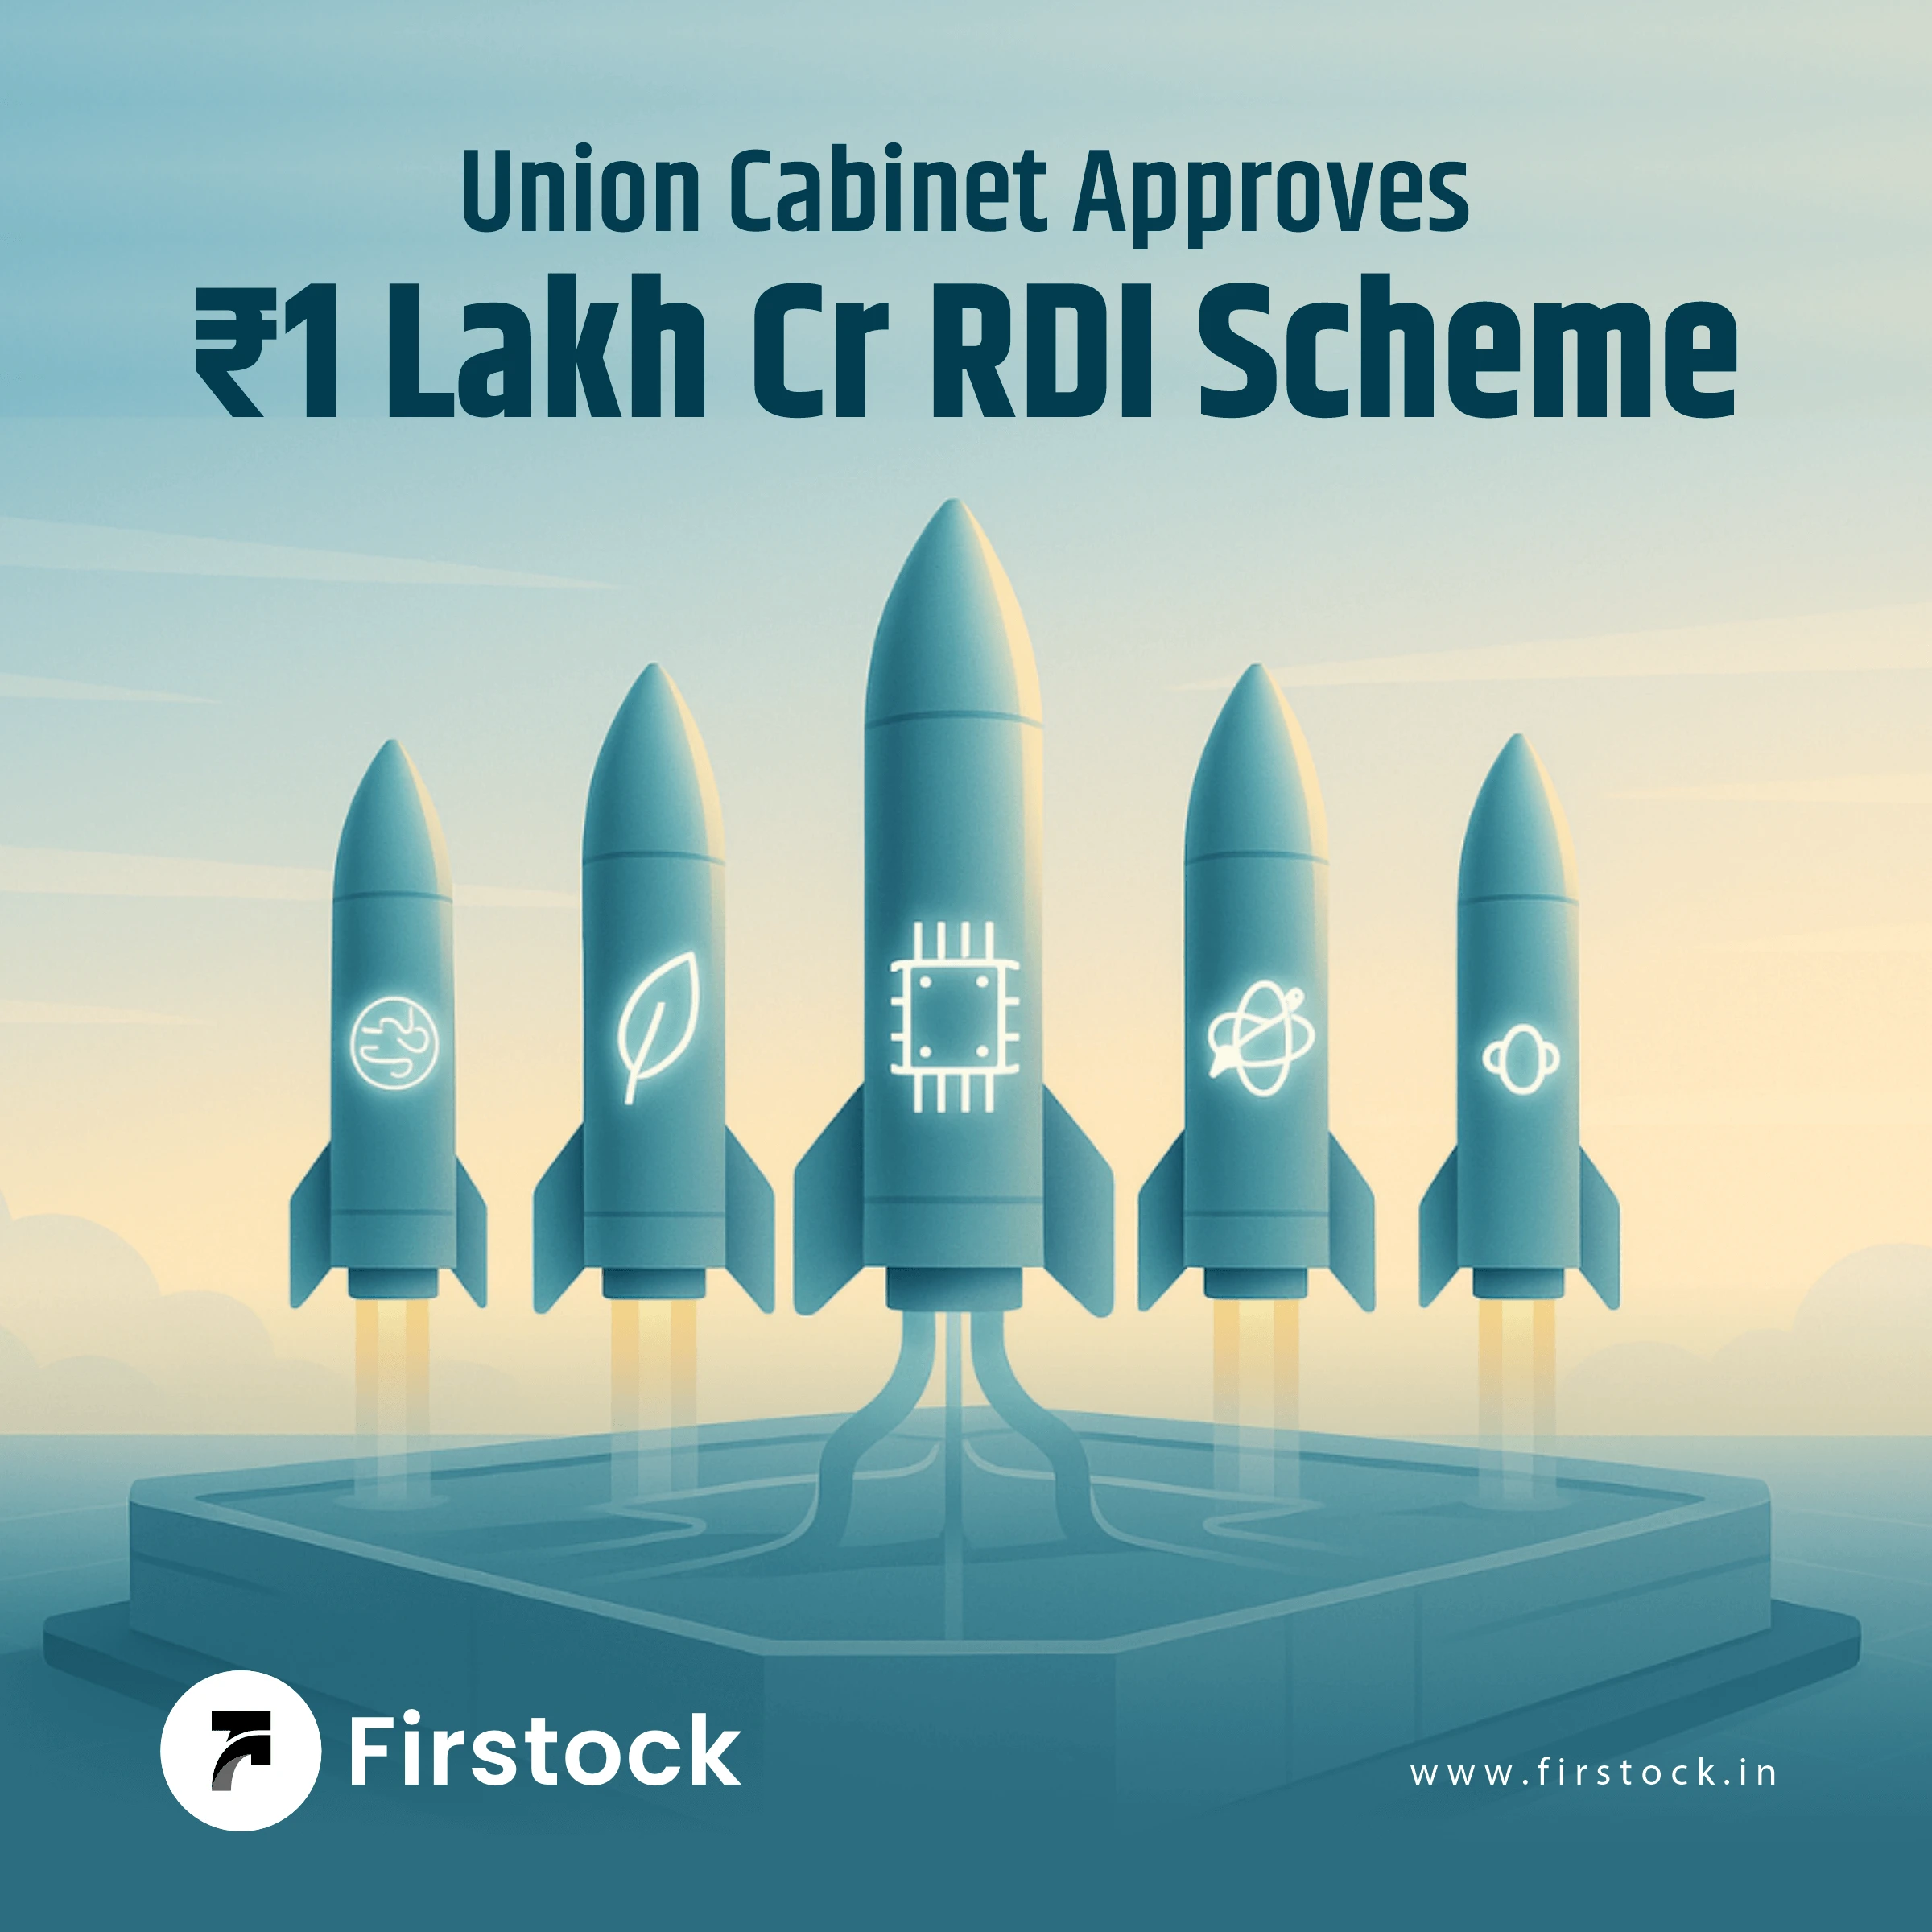 Union Cabinet Approves
₹1 Lakh Cr RDI Scheme
Firstock
www.firstock.in